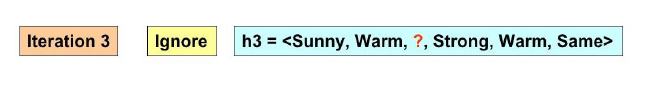 Iteration 3 Ignore h3 = <Sunny, Warm, ?, Strong, Warm, Same>